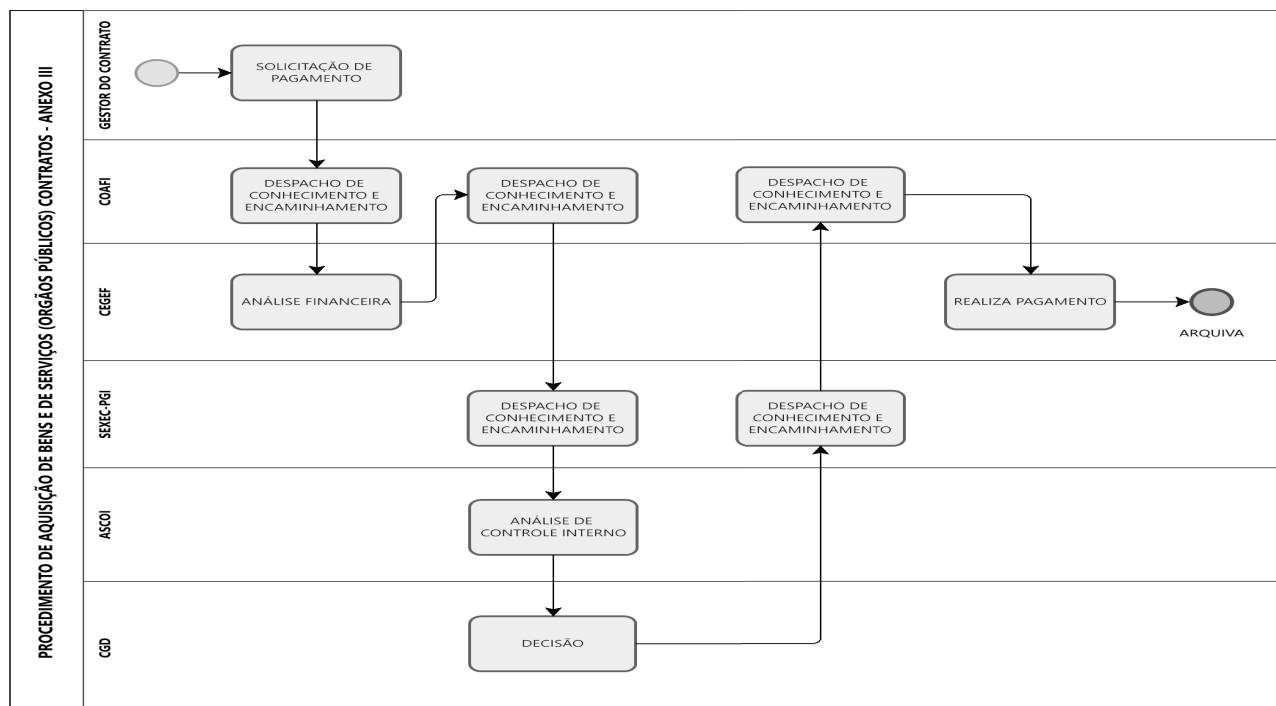 PROCEDIMENTO DE AQUISIÇÃO DE BENS E DE SERVIÇOS (ORGÃOS PÚBLICOS) CONTRATOS - ANEXO III
GESTOR DO CONTRATO
SOLICITAÇÃO DE
PAGAMENTO
COAFI
DESPACHO DE
CONHECIMENTO E
ENCAMINHAMENTO
DESPACHO DE
CONHECIMENTO E
ENCAMINHAMENTO
DESPACHO DE
CONHECIMENTO E
ENCAMINHAMENTO
CEGEF
ANÁLISE FINANCEIRA
REALIZA PAGAMENTO
ARQUIVA
SEXEC-PGI
DESPACHO DE
CONHECIMENTO E
ENCAMINHAMENTO
DESPACHO DE
CONHECIMENTO E
ENCAMINHAMENTO
ASCOI
ANÁLISE DE
CONTROLE INTERNO
CGD
DECISÃO